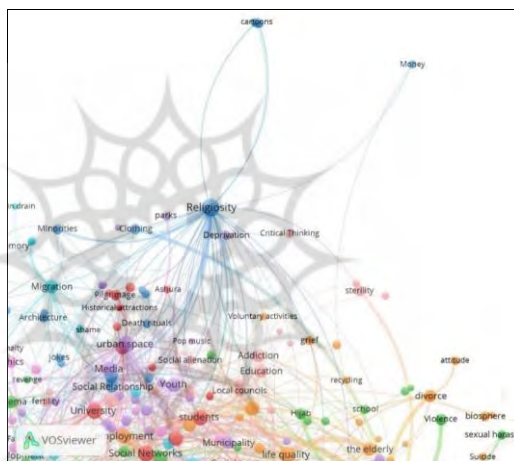 cartoons
Money
Religiosity
parks
Minorities
Clothing
Deprivation
Critical Thinking
Migration
Pilgrimage
Ashura
sterility
Historical attractions
Architecture
Death rituals
Voluntary activities
shame
urban space
Pop music
grief
jokes
Social alienation
attitude
Media
Addiction
Education
revenge
Social Relationship
Youth
recycling
fertility
Local councils
divorce
University
students
Hijab
school
Violence
biosphere
VOSviewer
Municipality
Social Networks
life quality
the elderly
Suicide